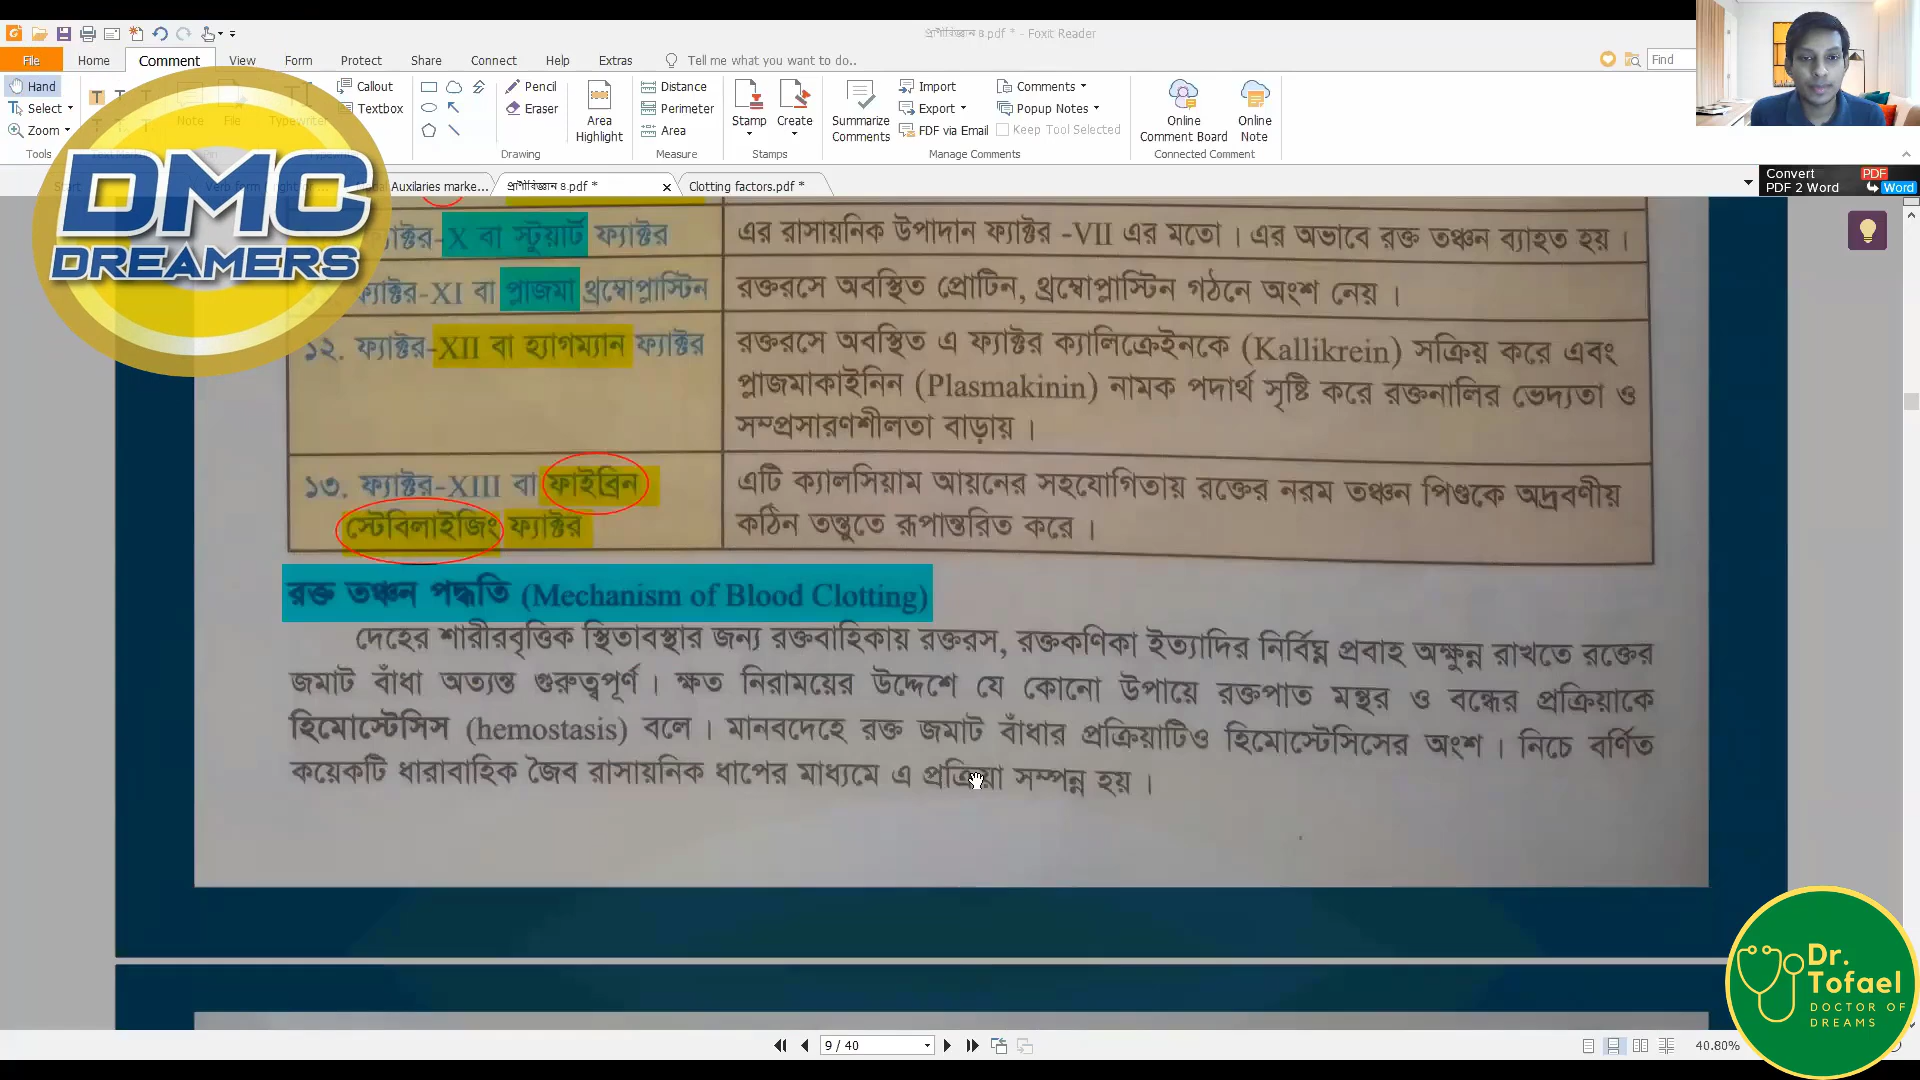 প্রাণীবিজ্ঞান ৪.pdf * - Foxit Reader
File Home Comment View Form Protect Share Connect Help Extras Tell me what you want to do..
Find
Hand
Select
Zoom
Tools
Note File Typewriter
Callout
Textbox
Pencil
Eraser
Drawing
Area Highlight
Distance
Perimeter
Area
Measure
Stamp Create
Stamps
Summarize Comments
Import
Export
FDF via Email
Comments
Popup Notes
Keep Tool Selected
Manage Comments
Online Comment Board
Online Note
Connected Comment
Auxilaries marke...
প্রাণীবিজ্ঞান ৪.pdf *
Clotting factors.pdf *
Convert PDF
PDF 2 Word Word
DMC
DREAMERS
ফ্যাক্টর-X বা স্টুয়ার্ট ফ্যাক্টর
এর রাসায়নিক উপাদান ফ্যাক্টর -VII এর মতো। এর অভাবে রক্ত তঞ্চন ব্যাহত হয়।
ফ্যাক্টর-XI বা প্লাজমা থ্রম্বোপ্লাস্টিন
রক্তরসে অবস্থিত প্রোটিন, থ্রম্বোপ্লাস্টিন গঠনে অংশ নেয়।
১২. ফ্যাক্টর-XII বা হ্যাগম্যান ফ্যাক্টর
রক্তরসে অবস্থিত এ ফ্যাক্টর ক্যালিক্রেইনকে (Kallikrein) সক্রিয় করে এবং
প্লাজমাকাইনিন (Plasmakinin) নামক পদার্থ সৃষ্টি করে রক্তনালির ভেদ্যতা ও
সম্প্রসারণশীলতা বাড়ায়।
১৩. ফ্যাক্টর-XIII বা ফাইব্রিন
স্টেবিলাইজিং ফ্যাক্টর
এটি ক্যালসিয়াম আয়নের সহযোগিতায় রক্তের নরম তঞ্চন পিণ্ডকে অদ্রবণীয়
কঠিন তন্তুতে রূপান্তরিত করে।
রক্ত তঞ্চন পদ্ধতি (Mechanism of Blood Clotting)
দেহের শারীরবৃত্তিক স্থিতাবস্থার জন্য রক্তবাহিকায় রক্তরস, রক্তকণিকা ইত্যাদির নির্বিঘ্ন প্রবাহ অক্ষুন্ন রাখতে রক্তের
জমাট বাঁধা অত্যন্ত গুরুত্বপূর্ণ। ক্ষত নিরাময়ের উদ্দেশে যে কোনো উপায়ে রক্তপাত মন্থর ও বন্ধের প্রক্রিয়াকে
হিমোস্টেসিস (hemostasis) বলে। মানবদেহে রক্ত জমাট বাঁধার প্রক্রিয়াটিও হিমোস্টেসিসের অংশ। নিচে বর্ণিত
কয়েকটি ধারাবাহিক জৈব রাসায়নিক ধাপের মাধ্যমে এ প্রক্রিয়া সম্পন্ন হয়।
Dr.
Tofael
DOCTOR OF
DREAMS
9 / 40
40.80%